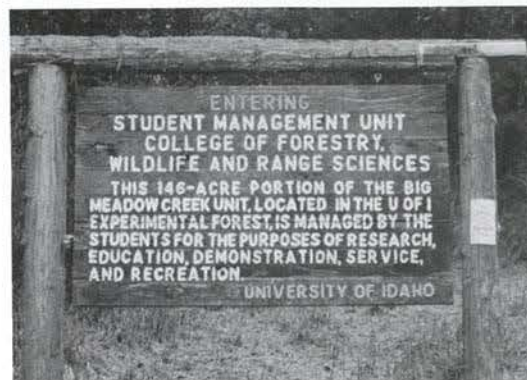 ENTERING
STUDENT MANAGEMENT UNIT
COLLEGE OF FORESTRY,
WILDLIFE AND RANGE SCIENCES
THIS 146-ACRE PORTION OF THE BIG
MEADOW CREEK UNIT, LOCATED IN THE U OF I
EXPERIMENTAL FOREST, IS MANAGED BY THE
STUDENTS FOR THE PURPOSES OF RESEARCH,
EDUCATION, DEMONSTRATION, SERVICE,
AND RECREATION.
UNIVERSITY OF IDAHO